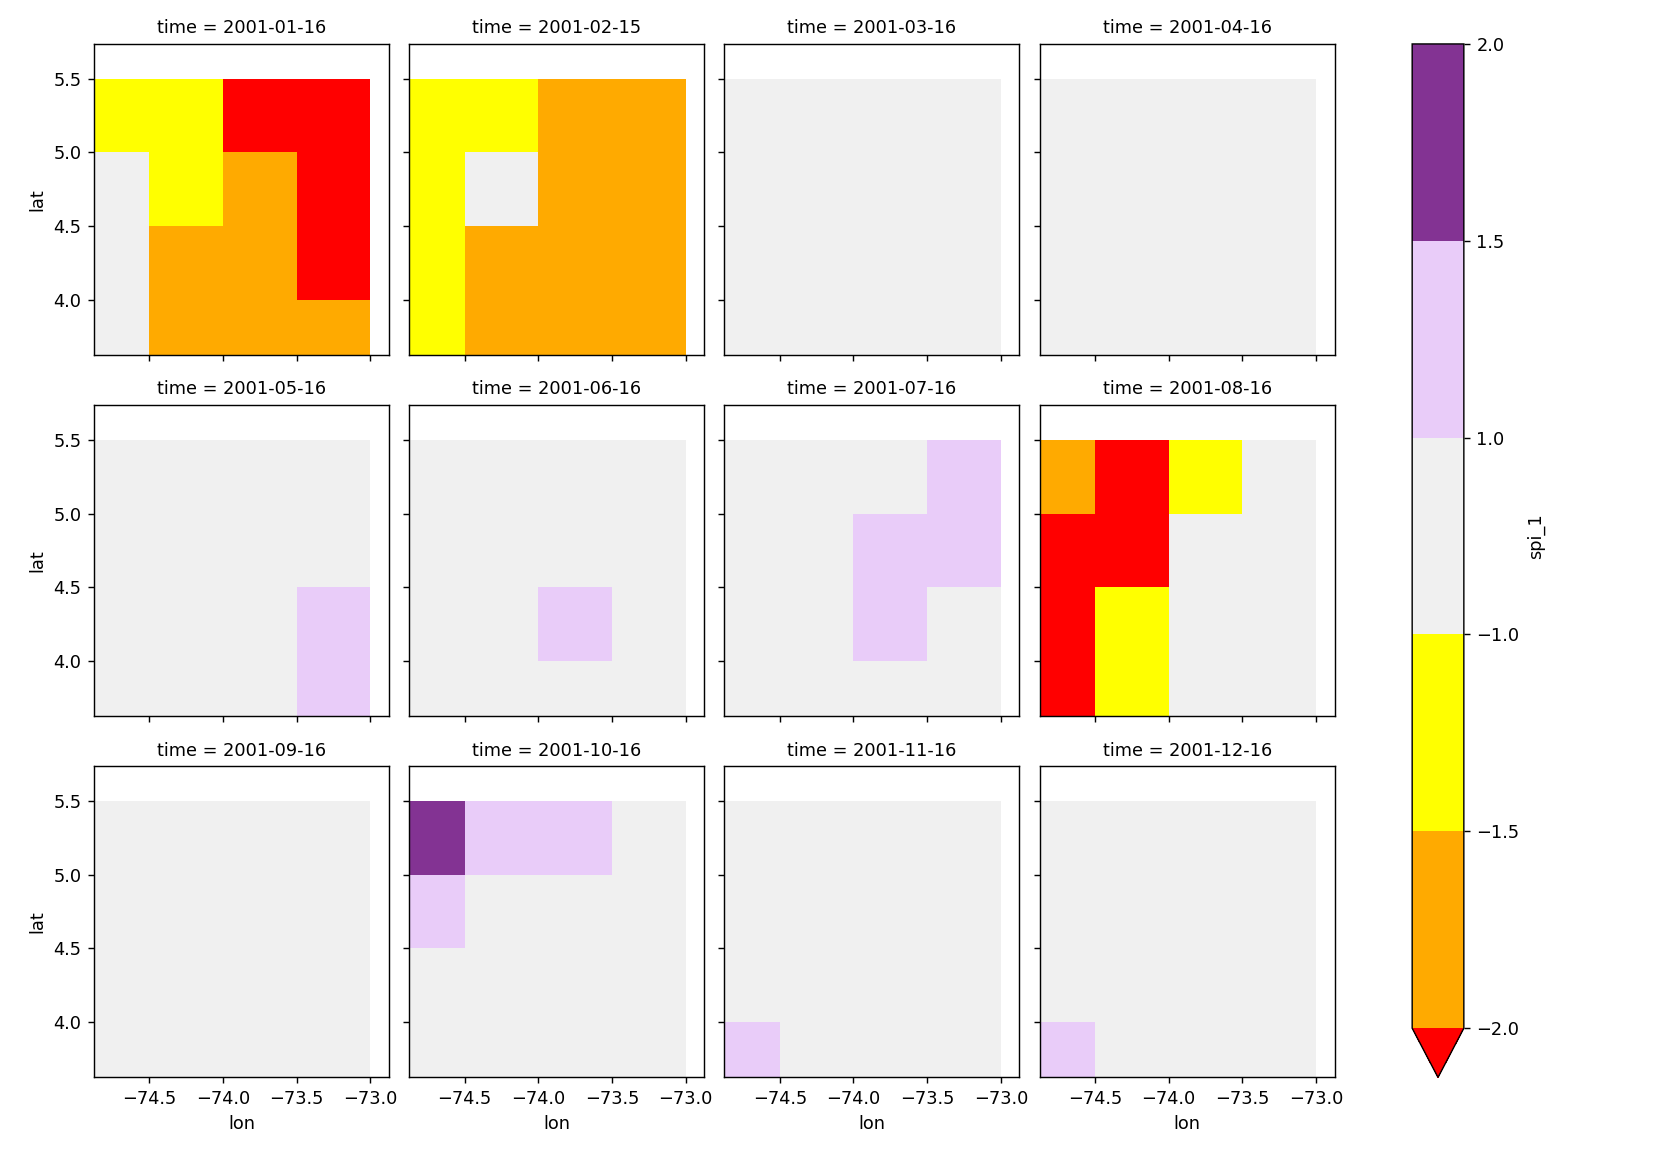 time = 2001-01-16
time = 2001-02-15
time = 2001-03-16
time = 2001-04-16
5.5
5.0
4.5
4.0
lat
time = 2001-05-16
time = 2001-06-16
time = 2001-07-16
time = 2001-08-16
5.5
5.0
4.5
4.0
lat
time = 2001-09-16
time = 2001-10-16
time = 2001-11-16
time = 2001-12-16
5.5
5.0
4.5
4.0
lat
−74.5 −74.0 −73.5 −73.0
lon
−74.5 −74.0 −73.5 −73.0
lon
−74.5 −74.0 −73.5 −73.0
lon
−74.5 −74.0 −73.5 −73.0
lon
2.0
1.5
1.0
−1.0
−1.5
−2.0
spi_1